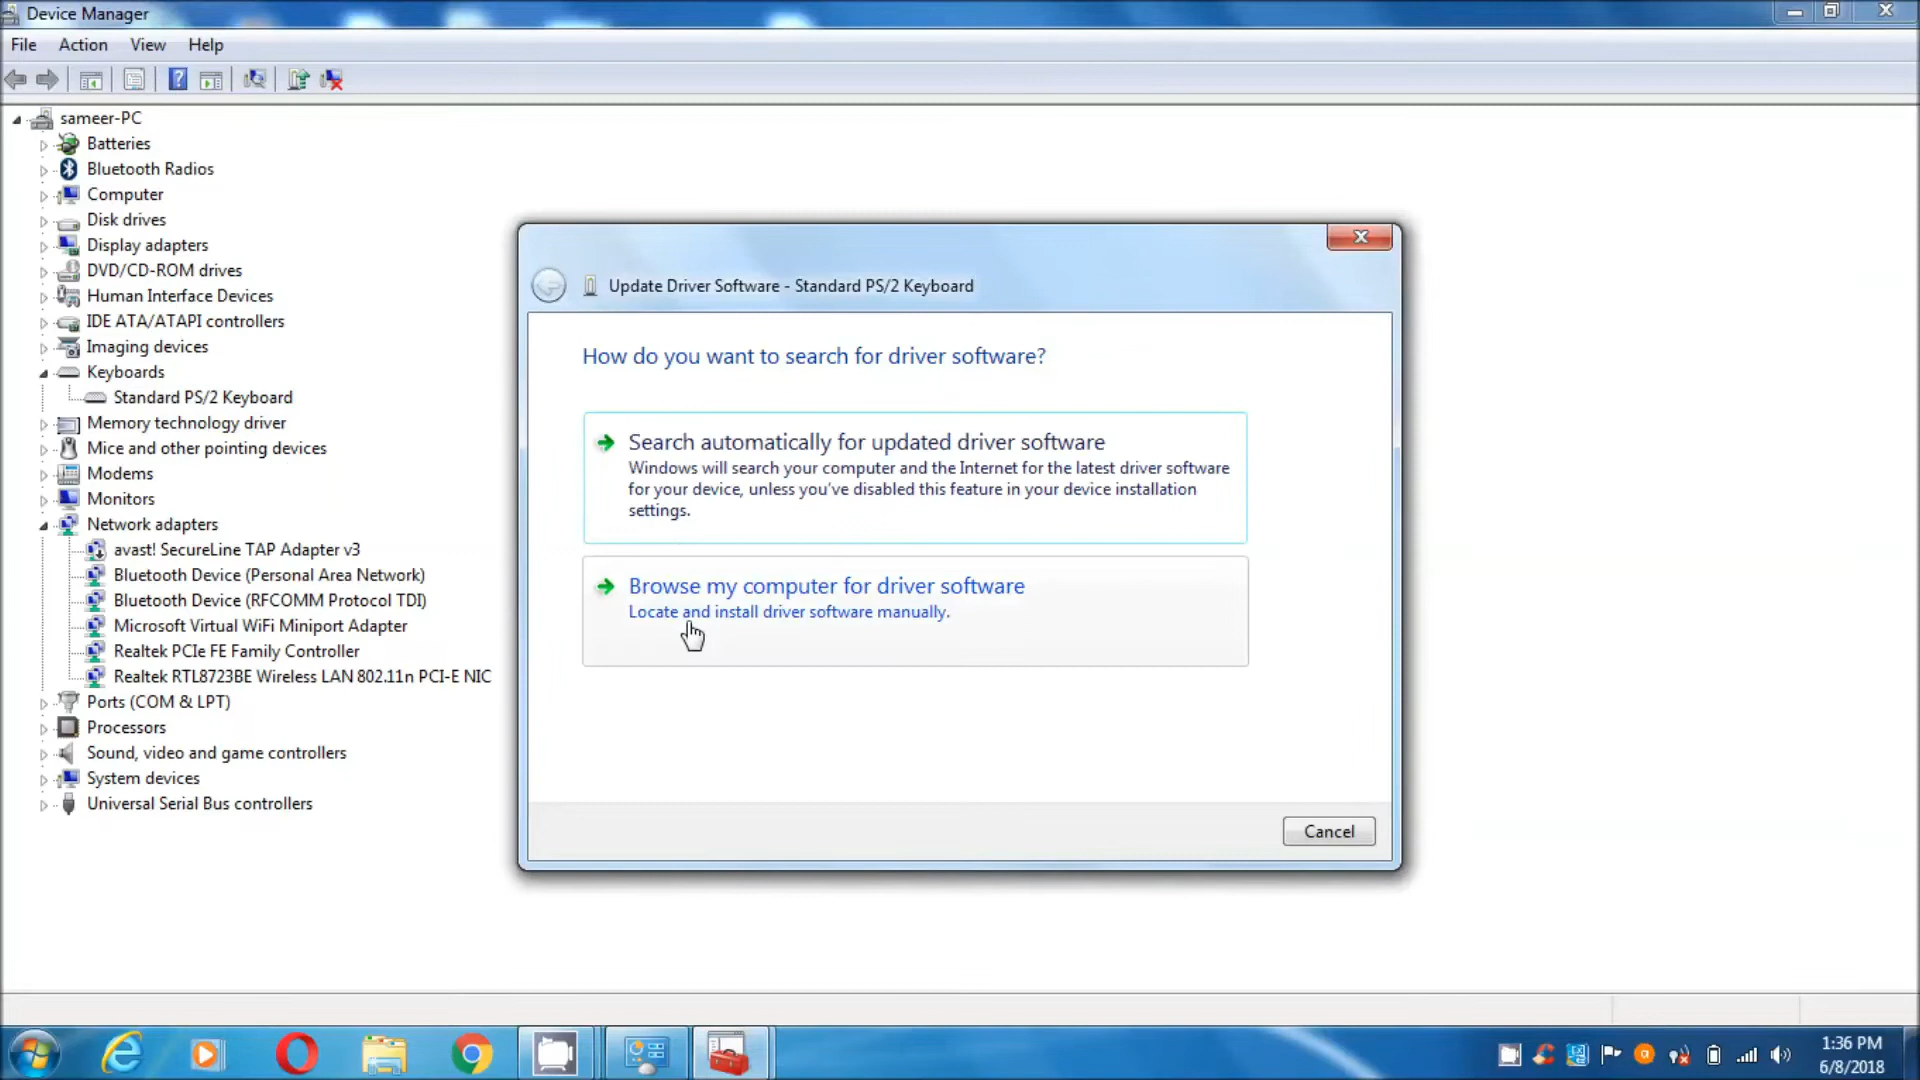 Device Manager
File Action View Help
sameer-PC
Batteries
Bluetooth Radios
Computer
Disk drives
Display adapters
DVD/CD-ROM drives
Human Interface Devices
IDE ATA/ATAPI controllers
Imaging devices
Keyboards
Standard PS/2 Keyboard
Memory technology driver
Mice and other pointing devices
Modems
Monitors
Network adapters
avast! SecureLine TAP Adapter v3
Bluetooth Device (Personal Area Network)
Bluetooth Device (RFCOMM Protocol TDI)
Microsoft Virtual WiFi Miniport Adapter
Realtek PCIe FE Family Controller
Realtek RTL8723BE Wireless LAN 802.11n PCI-E NIC
Ports (COM & LPT)
Processors
Sound, video and game controllers
System devices
Universal Serial Bus controllers
Update Driver Software - Standard PS/2 Keyboard
How do you want to search for driver software?
Search automatically for updated driver software
Windows will search your computer and the Internet for the latest driver software
for your device, unless you've disabled this feature in your device installation
settings.
Browse my computer for driver software
Locate and install driver software manually.
Cancel
1:36 PM
6/8/2018